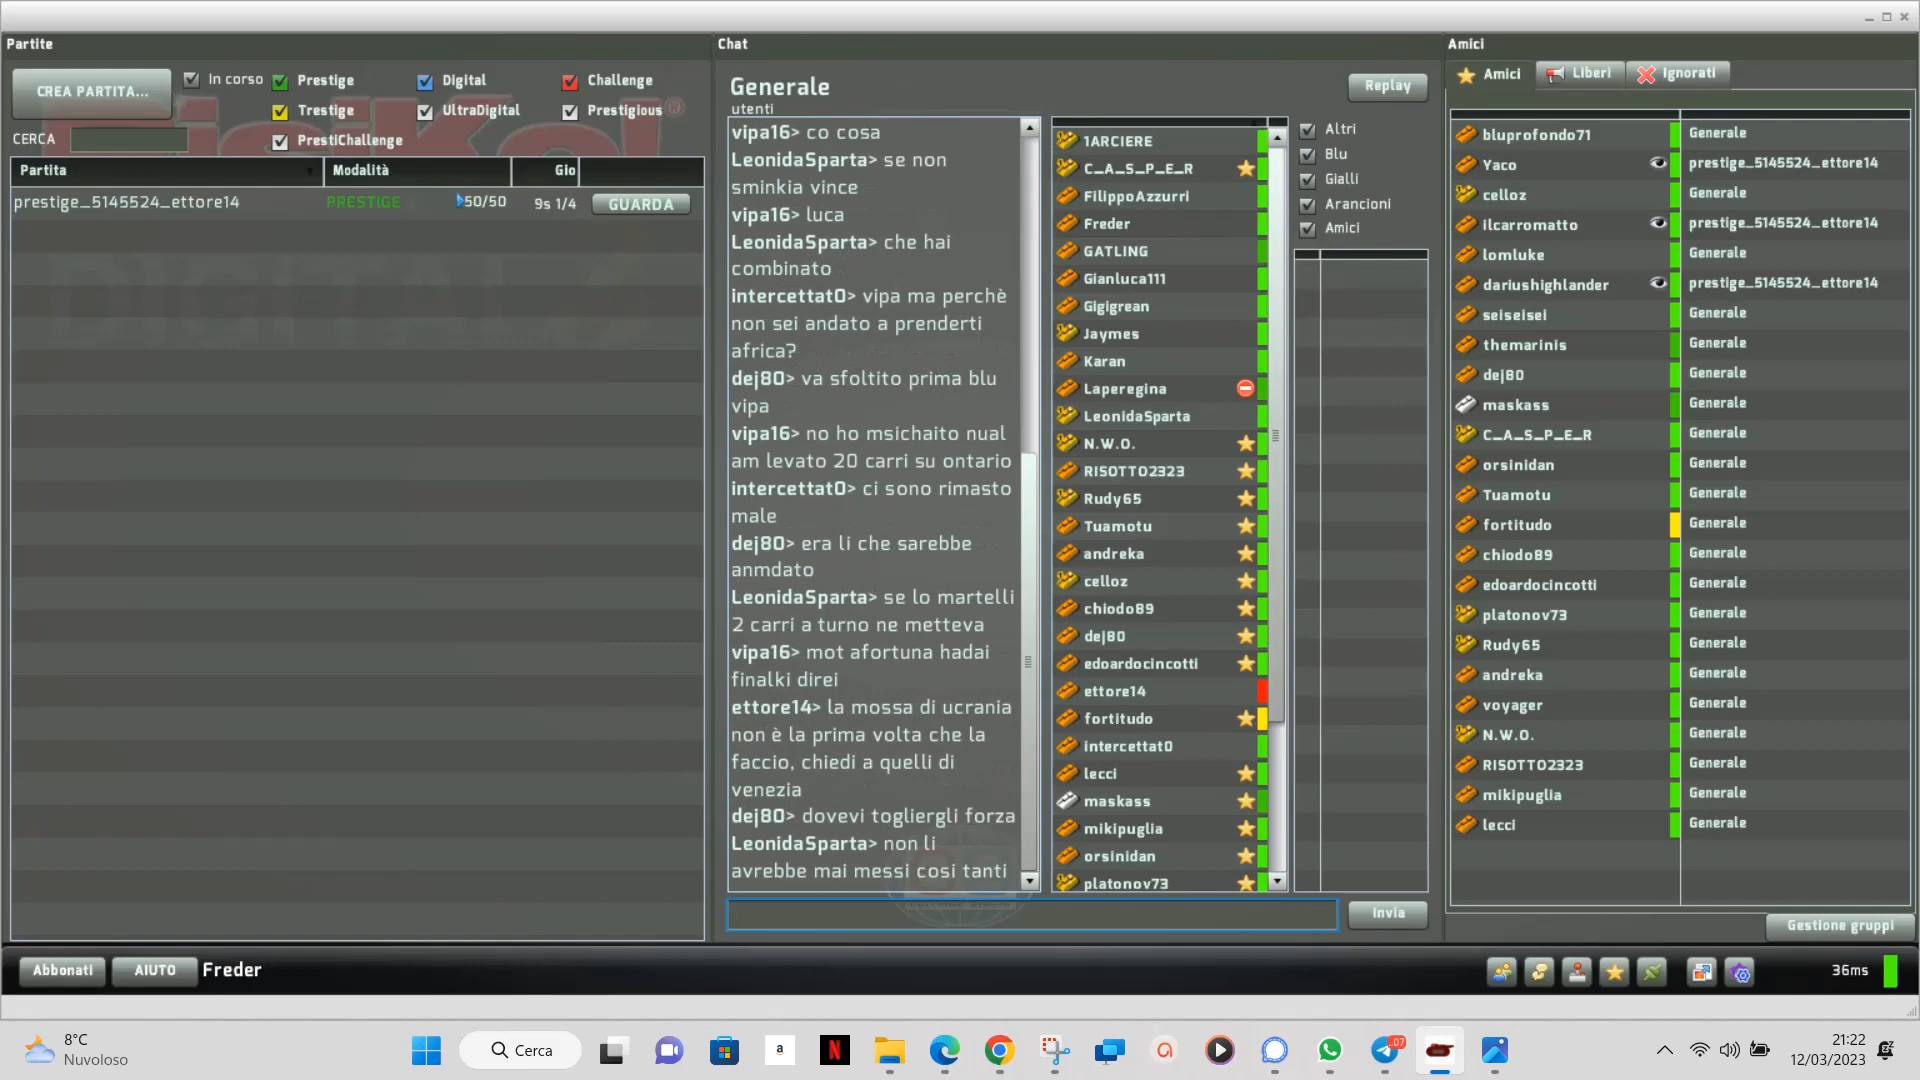 Partite
CREA PARTITA...
In corso
Prestige
Digital
Challenge
Trestige
UltraDigital
Prestigious
PrestiChallenge
CERCA
Partita
Modalità
Gio
prestige_5145524_ettore14
PRESTIGE
50/50
9s 1/4
GUARDA
DIGITAL
Chat
Generale
utenti
Replay
vipa16> co cosa
LeonidaSparta> se non
sminkia vince
vipa16> luca
LeonidaSparta> che hai
combinato
intercettat0> vipa ma perchè
non sei andato a prenderti
africa?
dej80> va sfoltito prima blu
vipa
vipa16> no ho msichaito nual
am levato 20 carri su ontario
intercettat0> ci sono rimasto
male
dej80> era li che sarebbe
anmdato
LeonidaSparta> se lo martelli
2 carri a turno ne metteva
vipa16> mot afortuna hadai
finalki direi
ettore14> la mossa di ucrania
non è la prima volta che la
faccio, chiedi a quelli di
venezia
dej80> dovevi togliergli forza
LeonidaSparta> non li
avrebbe mai messi cosi tanti
1ARCIERE
C_A_S_P_E_R
FilippoAzzurri
Freder
GATLING
Gianluca111
Gigigrean
Jaymes
Karan
Laperegina
LeonidaSparta
N.W.O.
RISOTTO2323
Rudy65
Tuamotu
andreka
celloz
chiodo89
dej80
edoardocincotti
ettore14
fortitudo
intercettat0
lecci
maskass
mikipuglia
orsinidan
platonov73
Altri
Blu
Gialli
Arancioni
Amici
Invia
Amici
Amici
Liberi
Ignorati
bluprofondo71 Generale
Yaco prestige_5145524_ettore14
celloz Generale
ilcarromatto prestige_5145524_ettore14
lomluke Generale
dariushighlander prestige_5145524_ettore14
seiseisei Generale
themarinis Generale
dej80 Generale
maskass Generale
C_A_S_P_E_R Generale
orsinidan Generale
Tuamotu Generale
fortitudo Generale
chiodo89 Generale
edoardocincotti Generale
platonov73 Generale
Rudy65 Generale
andreka Generale
voyager Generale
N.W.O. Generale
RISOTTO2323 Generale
mikipuglia Generale
lecci Generale
Gestione gruppi
Abbonati
AIUTO
Freder
36ms
8°C
Nuvoloso
Cerca
a
N
07
21:22
12/03/2023